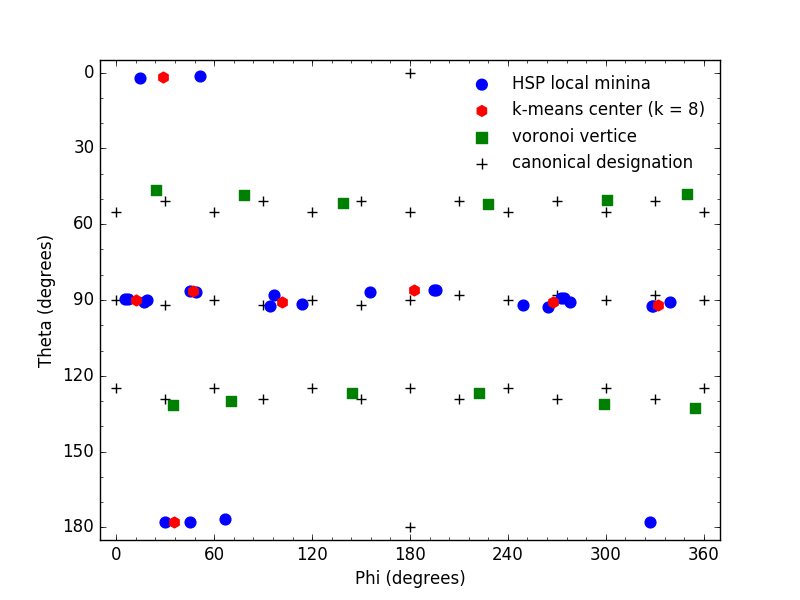 0
30
60
90
120
150
180
Theta (degrees)
HSP local minina
k-means center (k = 8)
voronoi vertice
canonical designation
0
60
120
180
240
300
360
Phi (degrees)